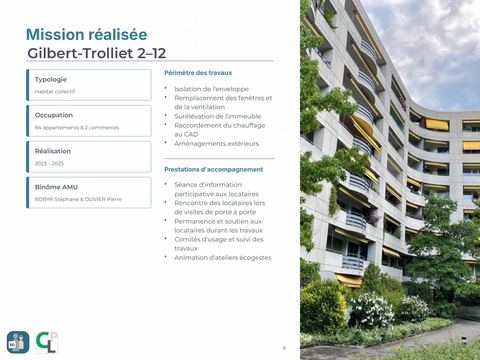 Mission réalisée
Gilbert-Trolliet 2–12
Typologie
Habitat collectif
Occupation
84 appartements & 2 commerces
Réalisation
2023 – 2025
Binôme AMU
ROBYR Stéphane & OLIVIER Pierre
Périmètre des travaux
• Isolation de l'enveloppe
• Remplacement des fenêtres et
de la ventilation
• Surélévation de l'immeuble
• Raccordement du chauffage
au CAD
• Aménagements extérieurs
Prestations d'accompagnement
• Séance d'information
participative aux locataires
• Rencontre des locataires lors
de visites de porte à porte
• Permanence et soutien aux
locataires durant les travaux
• Comités d'usage et suivi des
travaux
• Animation d'ateliers écogestes
CPL